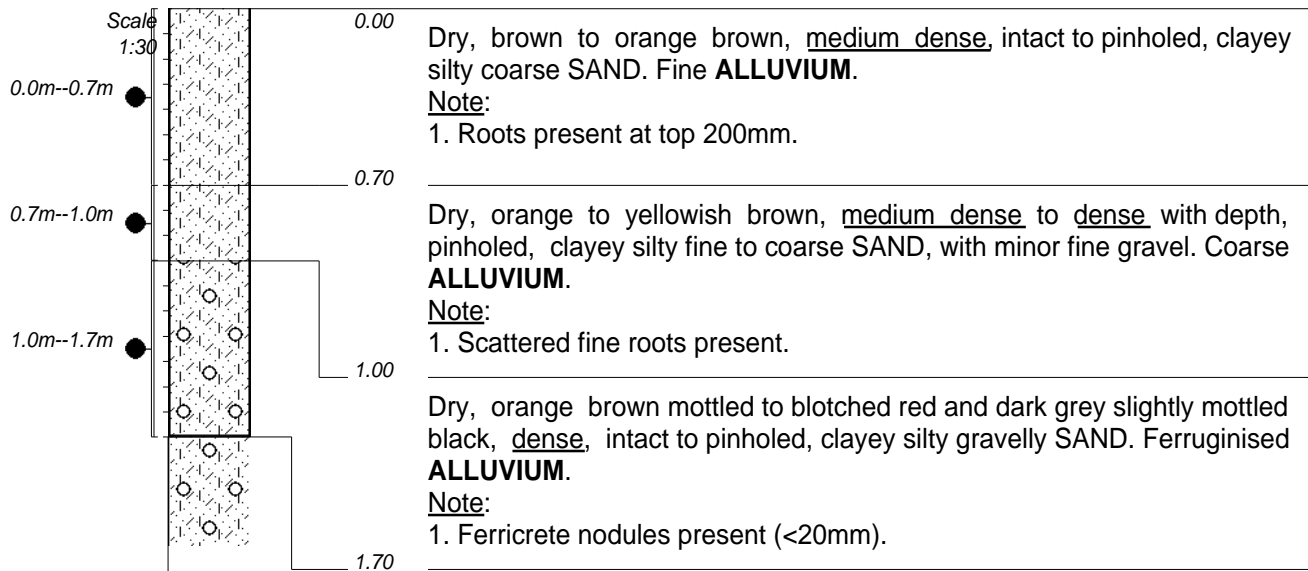 Scale
1:30
0.00
Dry, brown to orange brown, medium dense, intact to pinholed, clayey
silty coarse SAND. Fine ALLUVIUM.
Note:
1. Roots present at top 200mm.
0.0m--0.7m
0.70
Dry, orange to yellowish brown, medium dense to dense with depth,
pinholed, clayey silty fine to coarse SAND, with minor fine gravel. Coarse
ALLUVIUM.
Note:
1. Scattered fine roots present.
0.7m--1.0m
1.00
Dry, orange brown mottled to blotched red and dark grey slightly mottled
black, dense, intact to pinholed, clayey silty gravelly SAND. Ferruginised
ALLUVIUM.
Note:
1. Ferricrete nodules present (<20mm).
1.0m--1.7m
1.70